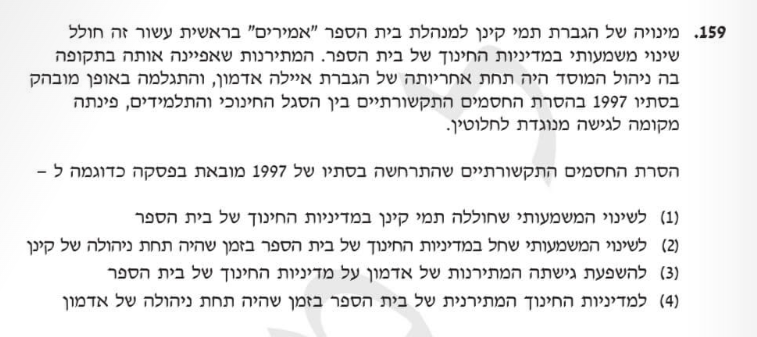 159. מינויה של הגברת תמי קינן למנהלת בית הספר "אמירים" בראשית עשור זה חולל
שינוי משמעותי במדיניות החינוך של בית הספר. המתירנות שאפיינה אותה בתקופה
בה ניהול המוסד היה תחת אחריותה של הגברת איילה אדמון, והתגלמה באופן מובהק
בסתיו 1997 בהסרת החסמים התקשורתיים בין הסגל החינוכי והתלמידים, פינתה
מקומה לגישה מנוגדת לחלוטין.
הסרת החסמים התקשורתיים שהתרחשה בסתיו של 1997 מובאת בפסקה כדוגמה ל –
(1) לשינוי המשמעותי שחוללה תמי קינן במדיניות החינוך של בית הספר
(2) לשינוי המשמעותי שחל במדיניות החינוך של בית הספר בזמן שהיה תחת ניהולה של קינן
(3) להשפעת גישתה המתירנות של אדמון על מדיניות החינוך של בית הספר
(4) למדיניות החינוך המתירנית של בית הספר בזמן שהיה תחת ניהולה של אדמון